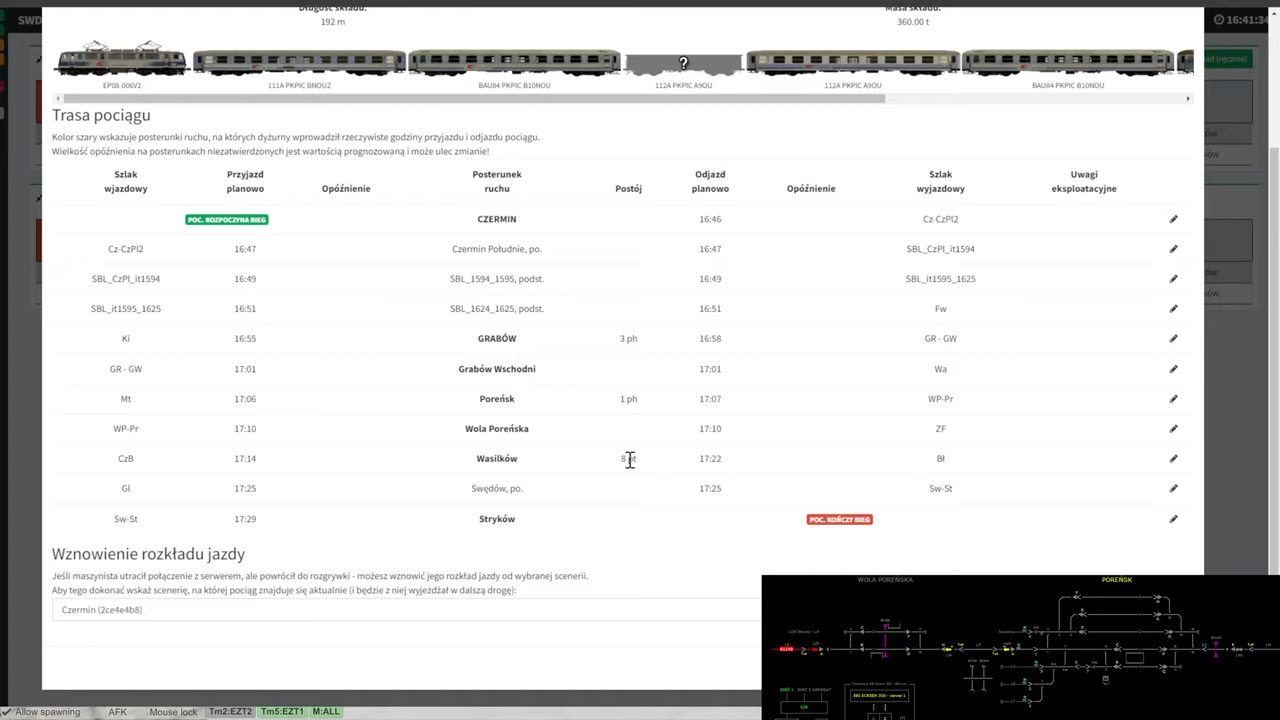 SWD
Długość składu:
Masa składu:
192 m
360.00 t
16:41:34
EP08-006V2
111A PKPIC BNOUZ
BAU84 PKPIC B10NOU
?
112A PKPIC A9OU
112A PKPIC A9OU
BAU84 PKPIC B10NOU
Trasa pociągu
Kolor szary wskazuje posterunki ruchu, na których dyżurny wprowadził rzeczywiste godziny przyjazdu i odjazdu pociągu.
Wielkość opóźnienia na posterunkach niezatwierdzonych jest wartością prognozowaną i może ulec zmianie!
Szlak wjazdowy Przyjazd planowo Opóźnienie Posterunek ruchu Postój Odjazd planowo Opóźnienie Szlak wyjazdowy Uwagi eksploatacyjne
POC. ROZPOCZYNA BIEG CZERMIN 16:46 Cz-CzPl2
Cz-CzPl2 16:47 Czermin Południe, po. 16:47 SBL_CzPl_it1594
SBL_CzPl_it1594 16:49 SBL_1594_1595, podst. 16:49 SBL_it1595_1625
SBL_it1595_1625 16:51 SBL_1624_1625, podst. 16:51 Fw
Ki 16:55 GRABÓW 3 ph 16:58 GR - GW
GR - GW 17:01 Grabów Wschodni 17:01 Wa
Mt 17:06 Poreńsk 1 ph 17:07 WP-Pr
WP-Pr 17:10 Wola Poreńska 17:10 ZF
CzB 17:14 Wasilków 8 pt 17:22 Bł
Gl 17:25 Swędów, po. 17:25 Sw-St
Sw-St 17:29 Stryków POC. KOŃCZY BIEG
Wznowienie rozkładu jazdy
Jeśli maszynista utracił połączenie z serwerem, ale powrócił do rozgrywki - możesz wznowić jego rozkład jazdy od wybranej scenerii.
Aby tego dokonać wskaż scenerię, na której pociąg znajduje się aktualnie (i będzie z niej wyjeżdżał w dalszą drogę):
Czermin (2ce4e4b8)
WOLA POREŃSKA
POREŃSK
Allow spawning AFK Mouse lock Tm2:EZT2 Tm5:EZT1 M:ALL